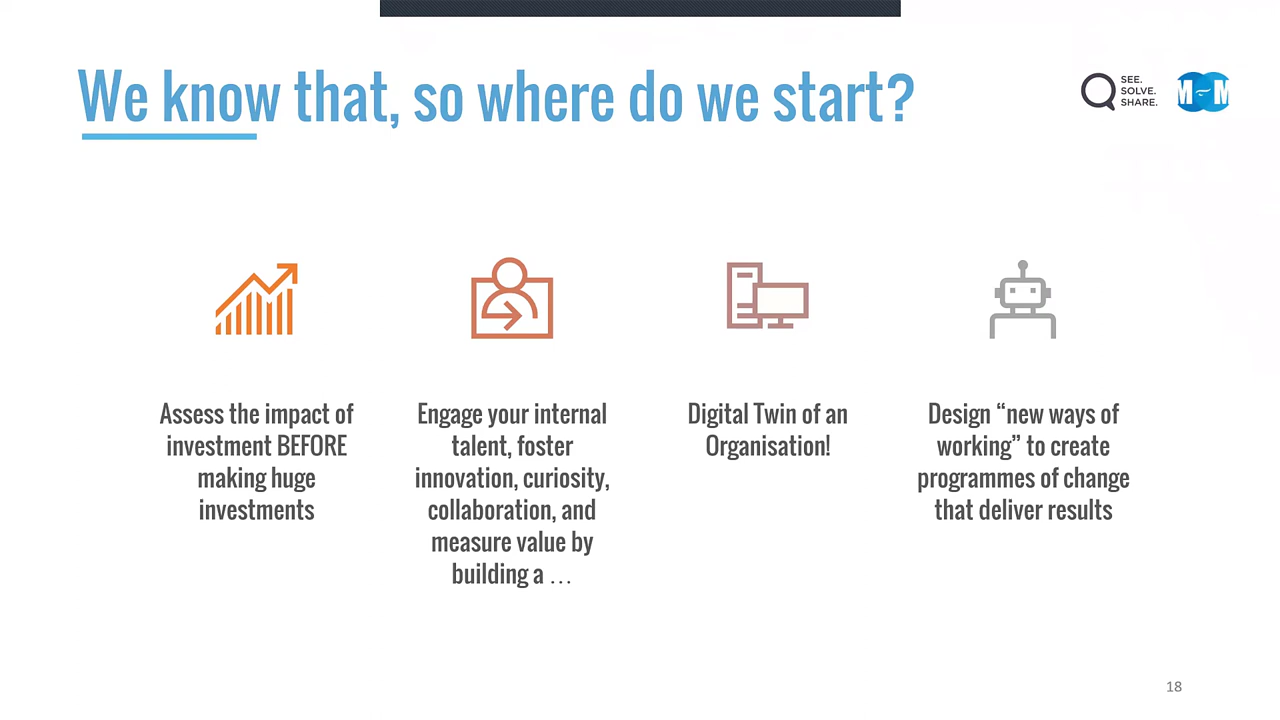 We know that, so where do we start?
SEE.
SOLVE.
SHARE.
M M
Assess the impact of
investment BEFORE
making huge
investments
Engage your internal
talent, foster
innovation, curiosity,
collaboration, and
measure value by
building a …
Digital Twin of an
Organisation!
Design “new ways of
working” to create
programmes of change
that deliver results
18